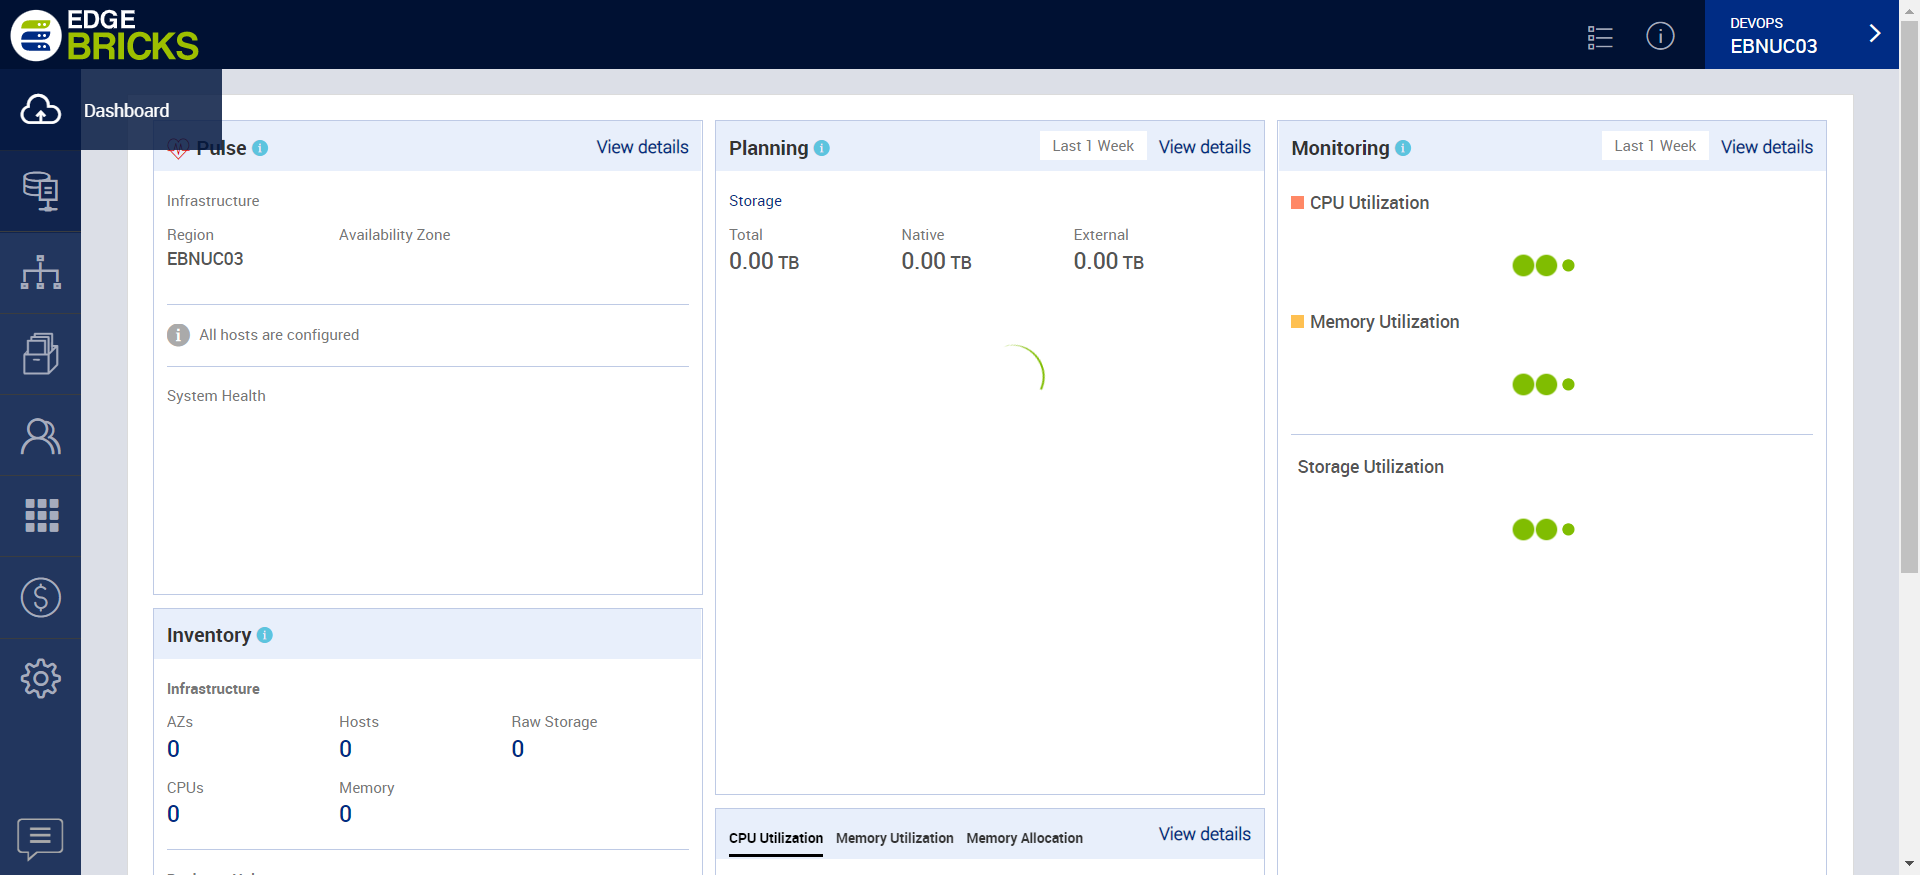 EDGE
BRICKS
DEVOPS
EBNUC03
Dashboard
Pulse
View details
Infrastructure
Region
Availability Zone
EBNUC03
All hosts are configured
System Health
Inventory
Infrastructure
AZs
Hosts
Raw Storage
0
0
0
CPUs
Memory
0
0
Planning
Last 1 Week
View details
Storage
Total
Native
External
0.00 TB
0.00 TB
0.00 TB
CPU Utilization
Memory Utilization
Memory Allocation
View details
Monitoring
Last 1 Week
View details
CPU Utilization
Memory Utilization
Storage Utilization